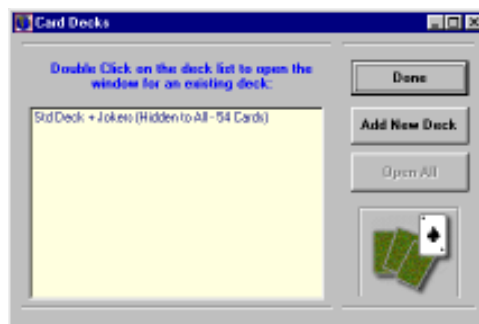 Card Decks
Double Click on the deck list to open the
window for an existing deck:
Std Deck + Jokers (Hidden to All - 54 Cards)
Done
Add New Deck
Open All